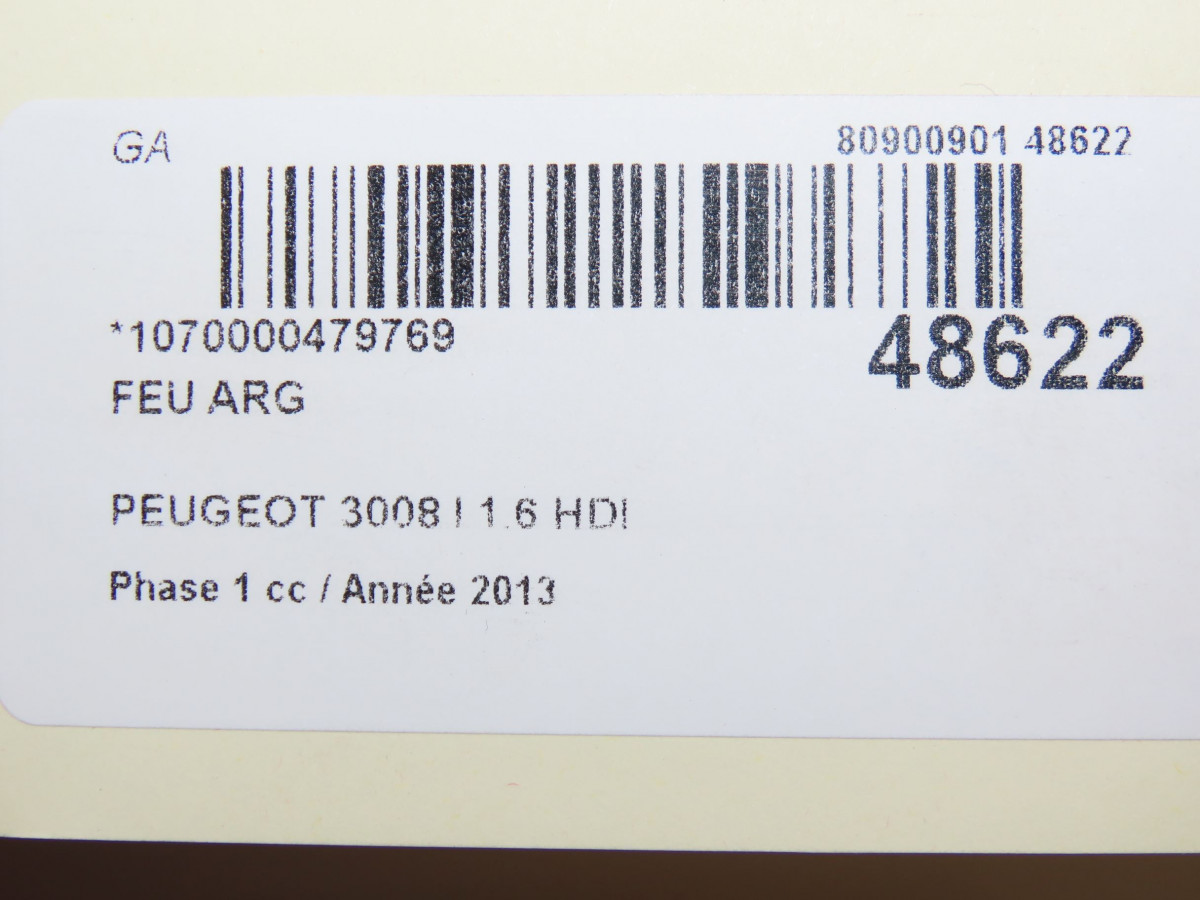 GA
80900901 48622
*1070000479769
48622
FEU ARG
PEUGEOT 3008 I 1.6 HDI
Phase 1 cc / Année 2013